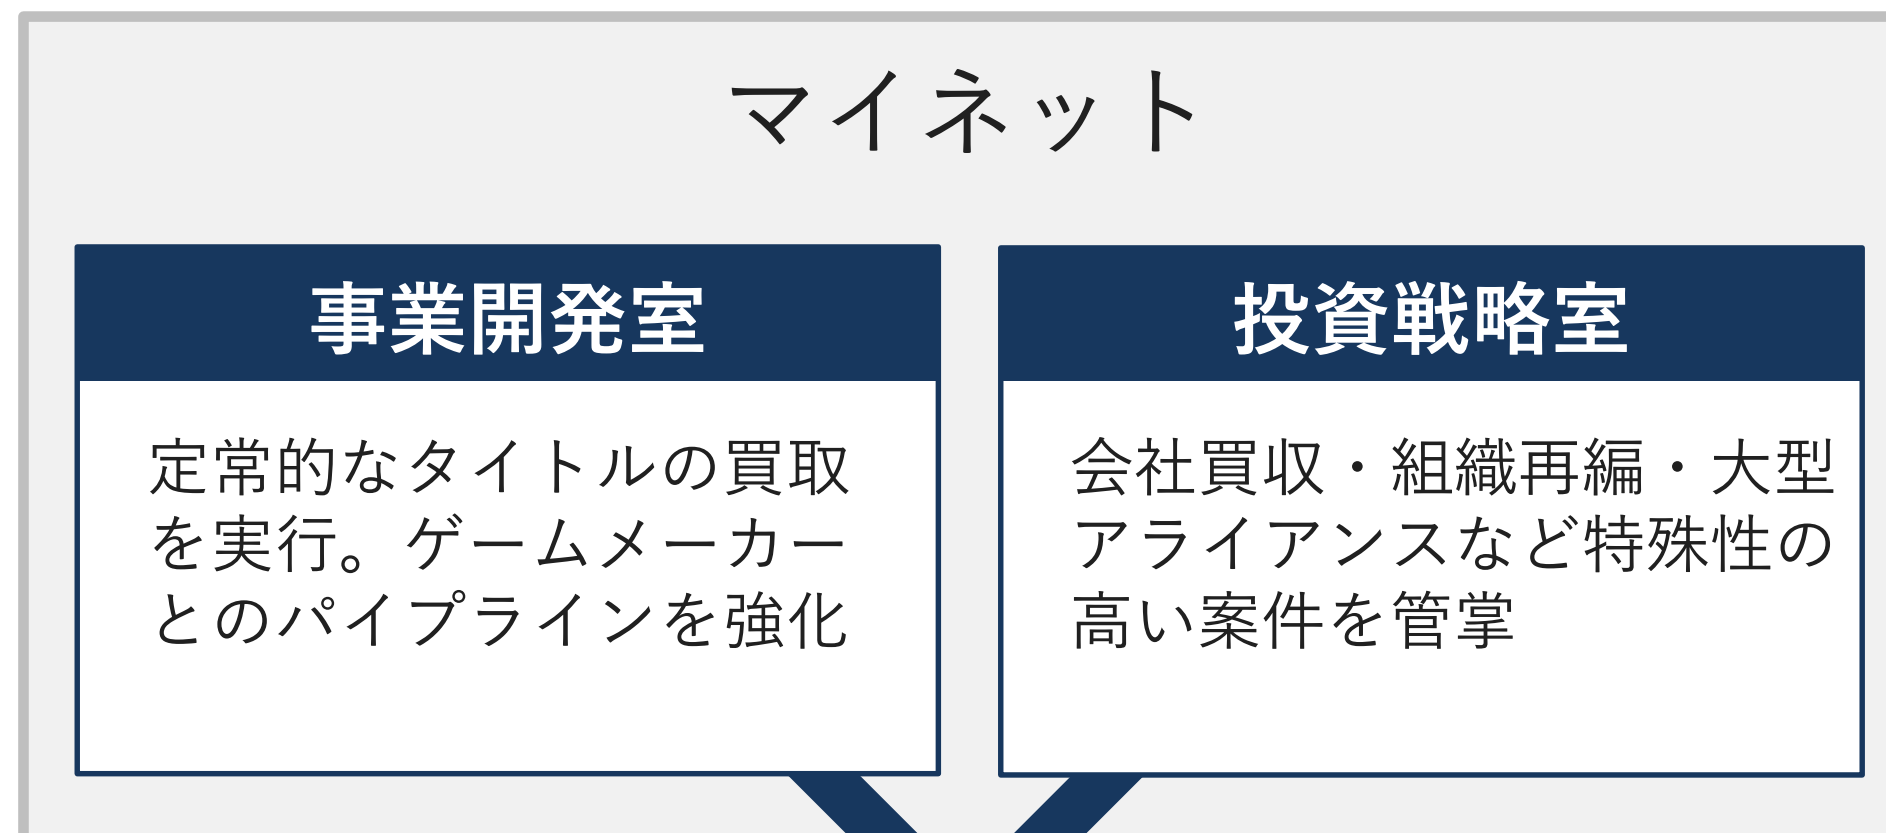 マイネット
事業開発室
定常的なタイトルの買取
を実行。ゲームメーカー
とのパイプラインを強化
投資戦略室
会社買収・組織再編・大型
アライアンスなど特殊性の
高い案件を管掌